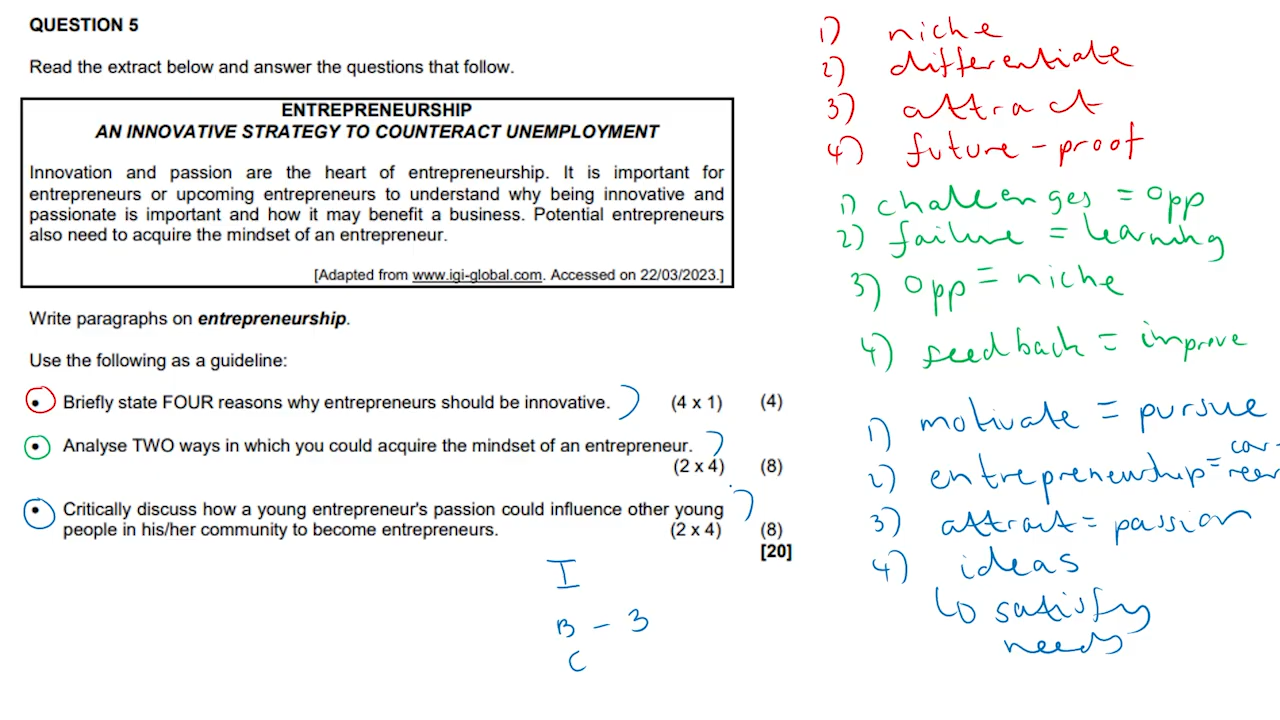 QUESTION 5
Read the extract below and answer the questions that follow.
ENTREPRENEURSHIP
AN INNOVATIVE STRATEGY TO COUNTERACT UNEMPLOYMENT
Innovation and passion are the heart of entrepreneurship. It is important for
entrepreneurs or upcoming entrepreneurs to understand why being innovative and
passionate is important and how it may benefit a business. Potential entrepreneurs
also need to acquire the mindset of an entrepreneur.
[Adapted from www.igi-global.com. Accessed on 22/03/2023.]
Write paragraphs on entrepreneurship.
Use the following as a guideline:
• Briefly state FOUR reasons why entrepreneurs should be innovative. (4 x 1) (4)
• Analyse TWO ways in which you could acquire the mindset of an entrepreneur.
(2 x 4) (8)
• Critically discuss how a young entrepreneur's passion could influence other young
people in his/her community to become entrepreneurs. (2 x 4) (8)
[20]
I
B - 3
C
1) niche
2) differentiate
3) attract
4) future-proof
1) challenges = opp
2) failure = learning
3) opp = niche
4) feedback = improve
1) motivate = pursue
2) entrepreneurship = car-
reer
3) attract = passion
4) ideas
↳ satisfy
needs